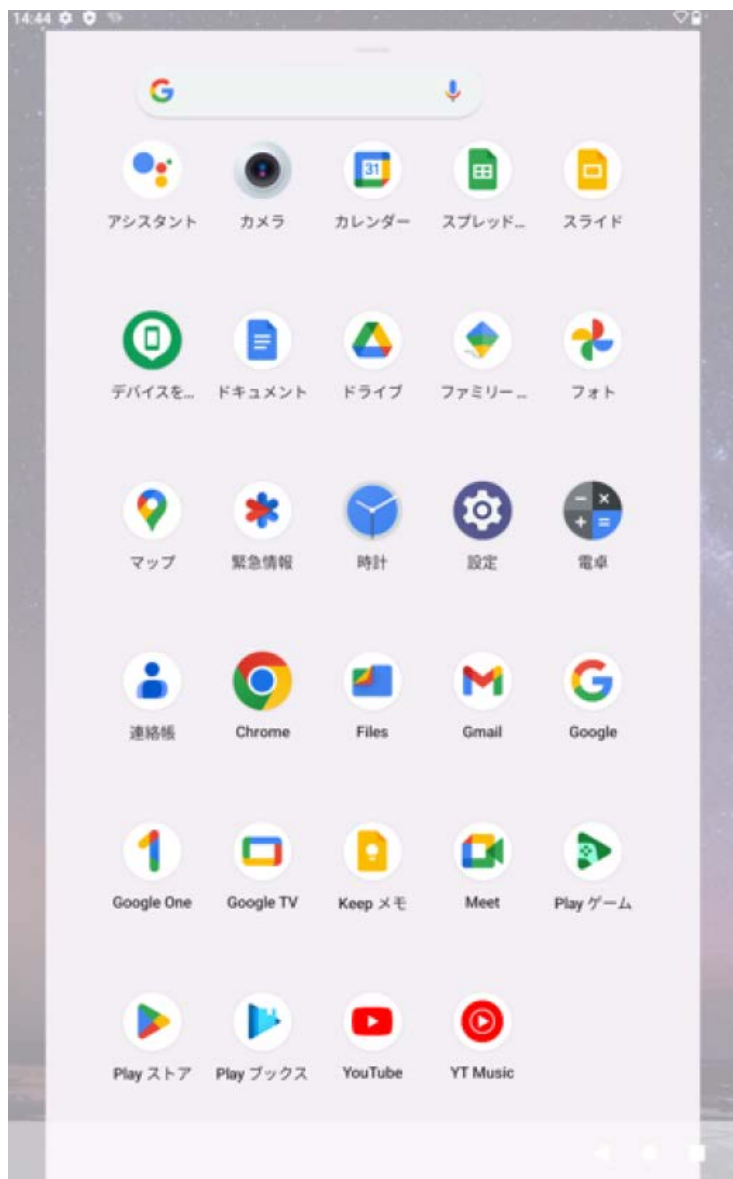 14:44
31
アシスタント カメラ カレンダー スプレッド... スライド
デバイスを... ドキュメント ドライブ ファミリー ... フォト
マップ 緊急情報 時計 設定 電卓
連絡帳 Chrome Files Gmail Google
Google One Google TV Keep メモ Meet Play ゲーム
Play ストア Play ブックス YouTube YT Music